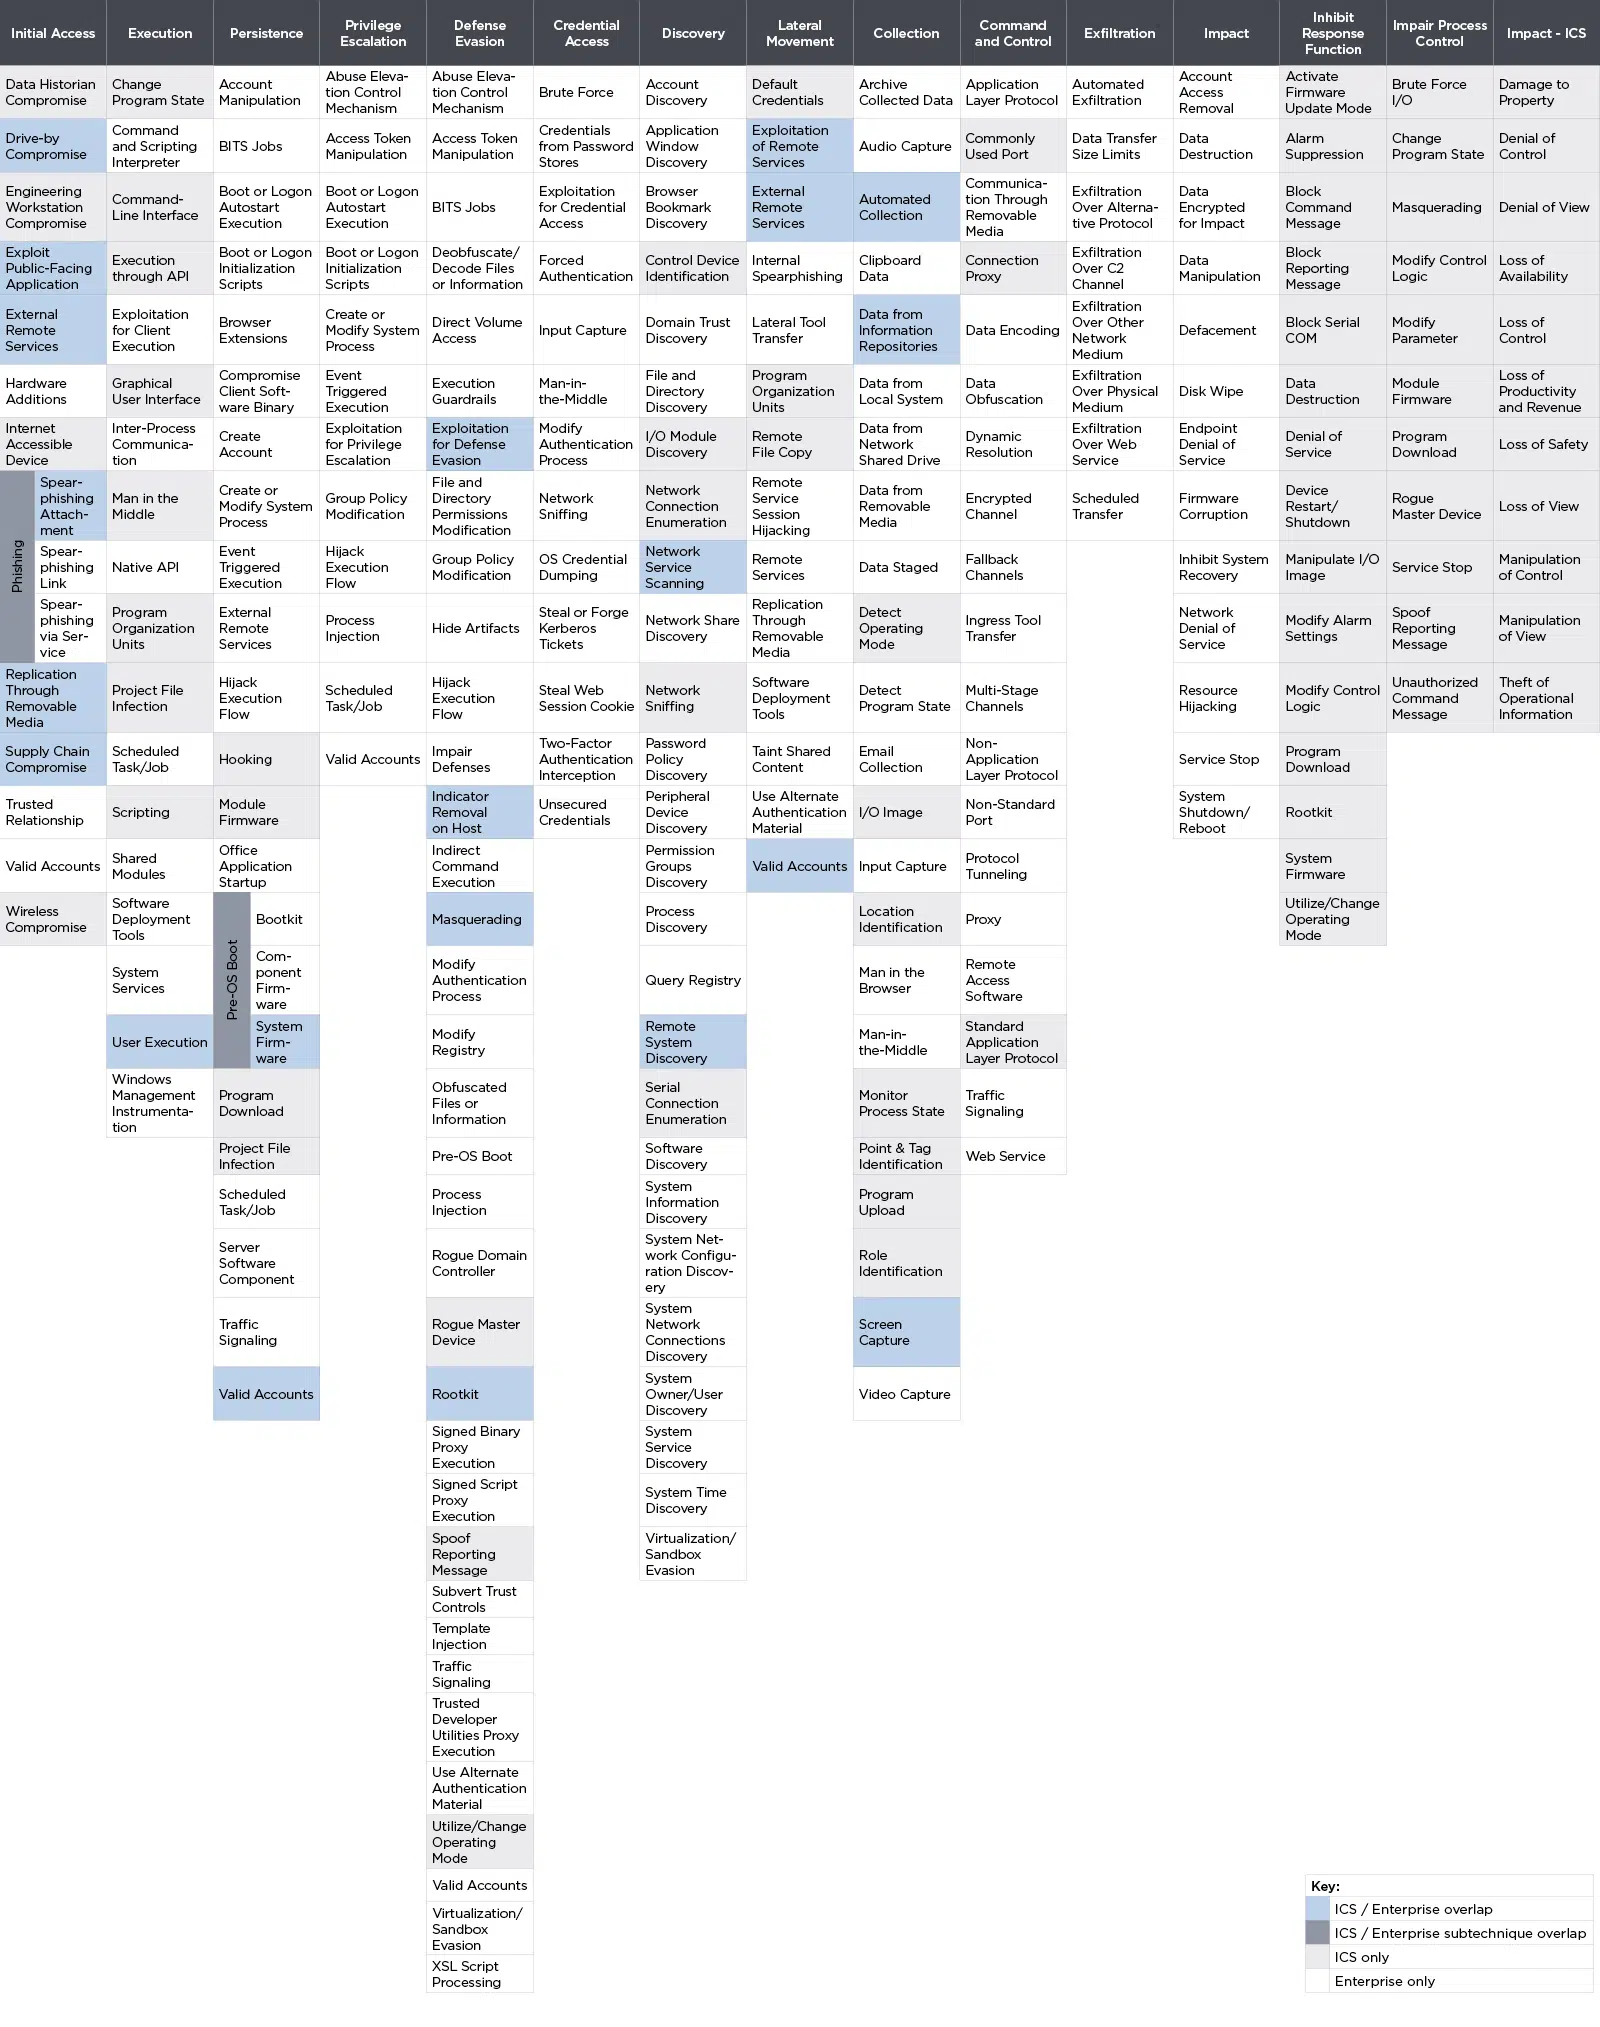 Initial Access
Data Historian
Compromise
Drive-by
Compromise
Engineering
Workstation
Compromise
Exploit
Public-Facing
Application
External
Remote
Services
Hardware
Additions
Internet
Accessible
Device
Phishing
Spear-
phishing
Attach-
ment
Spear-
phishing
Link
Spear-
phishing
via Ser-
vice
Replication
Through
Removable
Media
Supply Chain
Compromise
Trusted
Relationship
Valid Accounts
Wireless
Compromise
Execution
Change
Program State
Command
and Scripting
Interpreter
Command-
Line Interface
Execution
through API
Exploitation
for Client
Execution
Graphical
User Interface
Inter-Process
Communica-
tion
Man in the
Middle
Native API
Program
Organization
Units
Project File
Infection
Scheduled
Task/Job
Scripting
Shared
Modules
Software
Deployment
Tools
System
Services
User Execution
Windows
Management
Instrumenta-
tion
Persistence
Account
Manipulation
BITS Jobs
Boot or Logon
Autostart
Execution
Boot or Logon
Initialization
Scripts
Browser
Extensions
Compromise
Client Soft-
ware Binary
Create
Account
Create or
Modify System
Process
Event
Triggered
Execution
External
Remote
Services
Hijack
Execution
Flow
Hooking
Module
Firmware
Office
Application
Startup
Pre-OS Boot
Bootkit
Com-
ponent
Firm-
ware
System
Firm-
ware
Program
Download
Project File
Infection
Scheduled
Task/Job
Server
Software
Component
Traffic
Signaling
Valid Accounts
Privilege
Escalation
Abuse Eleva-
tion Control
Mechanism
Access Token
Manipulation
Boot or Logon
Autostart
Execution
Boot or Logon
Initialization
Scripts
Create or
Modify System
Process
Event
Triggered
Execution
Exploitation
for Privilege
Escalation
Group Policy
Modification
Hijack
Execution
Flow
Process
Injection
Scheduled
Task/Job
Valid Accounts
Defense
Evasion
Abuse Eleva-
tion Control
Mechanism
Access Token
Manipulation
BITS Jobs
Deobfuscate/
Decode Files
or Information
Direct Volume
Access
Execution
Guardrails
Exploitation
for Defense
Evasion
File and
Directory
Permissions
Modification
Group Policy
Modification
Hide Artifacts
Hijack
Execution
Flow
Impair
Defenses
Indicator
Removal
on Host
Indirect
Command
Execution
Masquerading
Modify
Authentication
Process
Modify
Registry
Obfuscated
Files or
Information
Pre-OS Boot
Process
Injection
Rogue Domain
Controller
Rogue Master
Device
Rootkit
Signed Binary
Proxy
Execution
Signed Script
Proxy
Execution
Spoof
Reporting
Message
Subvert Trust
Controls
Template
Injection
Traffic
Signaling
Trusted
Developer
Utilities Proxy
Execution
Use Alternate
Authentication
Material
Utilize/Change
Operating
Mode
Valid Accounts
Virtualization/
Sandbox
Evasion
XSL Script
Processing
Credential
Access
Brute Force
Credentials
from Password
Stores
Exploitation
for Credential
Access
Forced
Authentication
Input Capture
Man-in-
the-Middle
Modify
Authentication
Process
Network
Sniffing
OS Credential
Dumping
Steal or Forge
Kerberos
Tickets
Steal Web
Session Cookie
Two-Factor
Authentication
Interception
Unsecured
Credentials
Discovery
Account
Discovery
Application
Window
Discovery
Browser
Bookmark
Discovery
Control Device
Identification
Domain Trust
Discovery
File and
Directory
Discovery
I/O Module
Discovery
Network
Connection
Enumeration
Network
Service
Scanning
Network Share
Discovery
Network
Sniffing
Password
Policy
Discovery
Peripheral
Device
Discovery
Permission
Groups
Discovery
Process
Discovery
Query Registry
Remote
System
Discovery
Serial
Connection
Enumeration
Software
Discovery
System
Information
Discovery
System Net-
work Configu-
ration Discov-
ery
System
Network
Connections
Discovery
System
Owner/User
Discovery
System
Service
Discovery
System Time
Discovery
Virtualization/
Sandbox
Evasion
Lateral
Movement
Default
Credentials
Exploitation
of Remote
Services
External
Remote
Services
Internal
Spearphishing
Lateral Tool
Transfer
Program
Organization
Units
Remote
File Copy
Remote
Service
Session
Hijacking
Remote
Services
Replication
Through
Removable
Media
Software
Deployment
Tools
Taint Shared
Content
Use Alternate
Authentication
Material
Valid Accounts
Collection
Archive
Collected Data
Audio Capture
Automated
Collection
Clipboard
Data
Data from
Information
Repositories
Data from
Local System
Data from
Network
Shared Drive
Data from
Removable
Media
Data Staged
Detect
Operating
Mode
Detect
Program State
Email
Collection
I/O Image
Input Capture
Location
Identification
Man in the
Browser
Man-in-
the-Middle
Monitor
Process State
Point & Tag
Identification
Program
Upload
Role
Identification
Screen
Capture
Video Capture
Command
and Control
Application
Layer Protocol
Commonly
Used Port
Communica-
tion Through
Removable
Media
Connection
Proxy
Data Encoding
Data
Obfuscation
Dynamic
Resolution
Encrypted
Channel
Fallback
Channels
Ingress Tool
Transfer
Multi-Stage
Channels
Non-
Application
Layer Protocol
Non-Standard
Port
Protocol
Tunneling
Proxy
Remote
Access
Software
Standard
Application
Layer Protocol
Traffic
Signaling
Web Service
Exfiltration
Automated
Exfiltration
Data Transfer
Size Limits
Exfiltration
Over Alterna-
tive Protocol
Exfiltration
Over C2
Channel
Exfiltration
Over Other
Network
Medium
Exfiltration
Over Physical
Medium
Exfiltration
Over Web
Service
Scheduled
Transfer
Impact
Account
Access
Removal
Data
Destruction
Data
Encrypted
for Impact
Data
Manipulation
Defacement
Disk Wipe
Endpoint
Denial of
Service
Firmware
Corruption
Inhibit System
Recovery
Network
Denial of
Service
Resource
Hijacking
Service Stop
System
Shutdown/
Reboot
Inhibit
Response
Function
Activate
Firmware
Update Mode
Alarm
Suppression
Block
Command
Message
Block
Reporting
Message
Block Serial
COM
Data
Destruction
Denial of
Service
Device
Restart/
Shutdown
Manipulate I/O
Image
Modify Alarm
Settings
Modify Control
Logic
Program
Download
Rootkit
System
Firmware
Utilize/Change
Operating
Mode
Impair Process
Control
Brute Force
I/O
Change
Program State
Masquerading
Modify Control
Logic
Modify
Parameter
Module
Firmware
Program
Download
Rogue
Master Device
Service Stop
Spoof
Reporting
Message
Unauthorized
Command
Message
Impact - ICS
Damage to
Property
Denial of
Control
Denial of View
Loss of
Availability
Loss of
Control
Loss of
Productivity
and Revenue
Loss of Safety
Loss of View
Manipulation
of Control
Manipulation
of View
Theft of
Operational
Information
Key:
ICS / Enterprise overlap
ICS / Enterprise subtechnique overlap
ICS only
Enterprise only